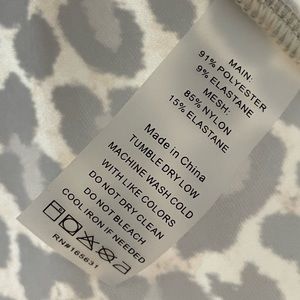 MAIN:
91% POLYESTER
9% ELASTANE
MESH:
85% NYLON
15% ELASTANE
Made in China
TUMBLE DRY LOW
MACHINE WASH COLD
WITH LIKE COLORS
DO NOT DRY CLEAN
DO NOT BLEACH
COOL IRON IF NEEDED
RN#165631